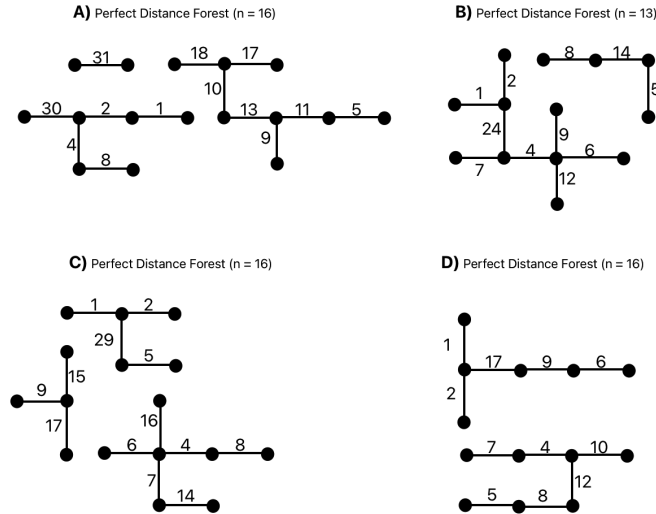 A) Perfect Distance Forest (n = 16)
31
18 17
10
30 2 1
13 11 5
4
9
8
B) Perfect Distance Forest (n = 13)
8 14
2
5
1
24
9
7 4 6
12
C) Perfect Distance Forest (n = 16)
1 2
29
5
15
9
17
16
6 4 8
7
14
D) Perfect Distance Forest (n = 16)
1
17 9 6
2
7 4 10
12
5 8